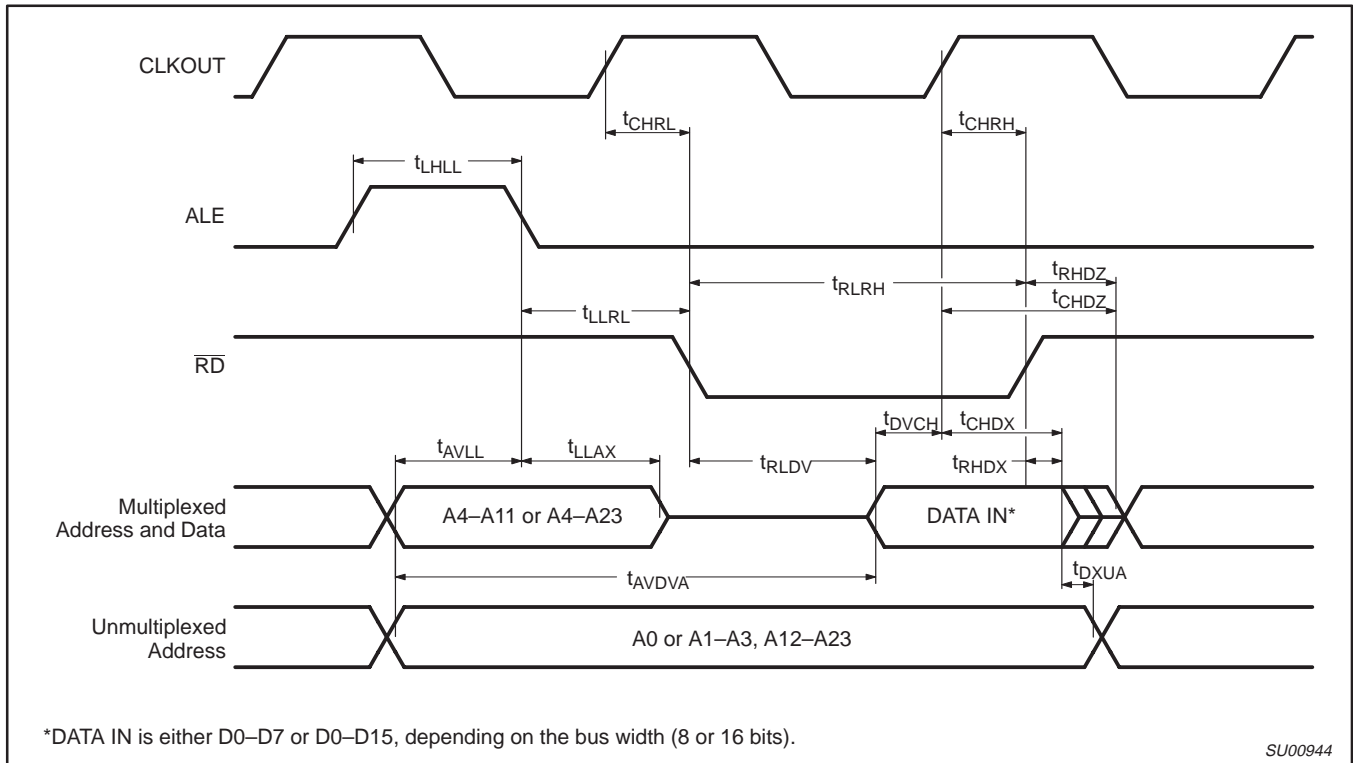 CLKOUT
tCHRL
tCHRH
tLHLL
ALE
tRLRH
tRHDZ
tCHDZ
tLLRL
RD
tDVCH
tCHDX
tAVLL
tLLAX
tRLDV
tRHDX
Multiplexed
Address and Data
A4–A11 or A4–A23
DATA IN*
tAVDVA
tDXUA
Unmultiplexed
Address
A0 or A1–A3, A12–A23
*DATA IN is either D0–D7 or D0–D15, depending on the bus width (8 or 16 bits).
SU00944